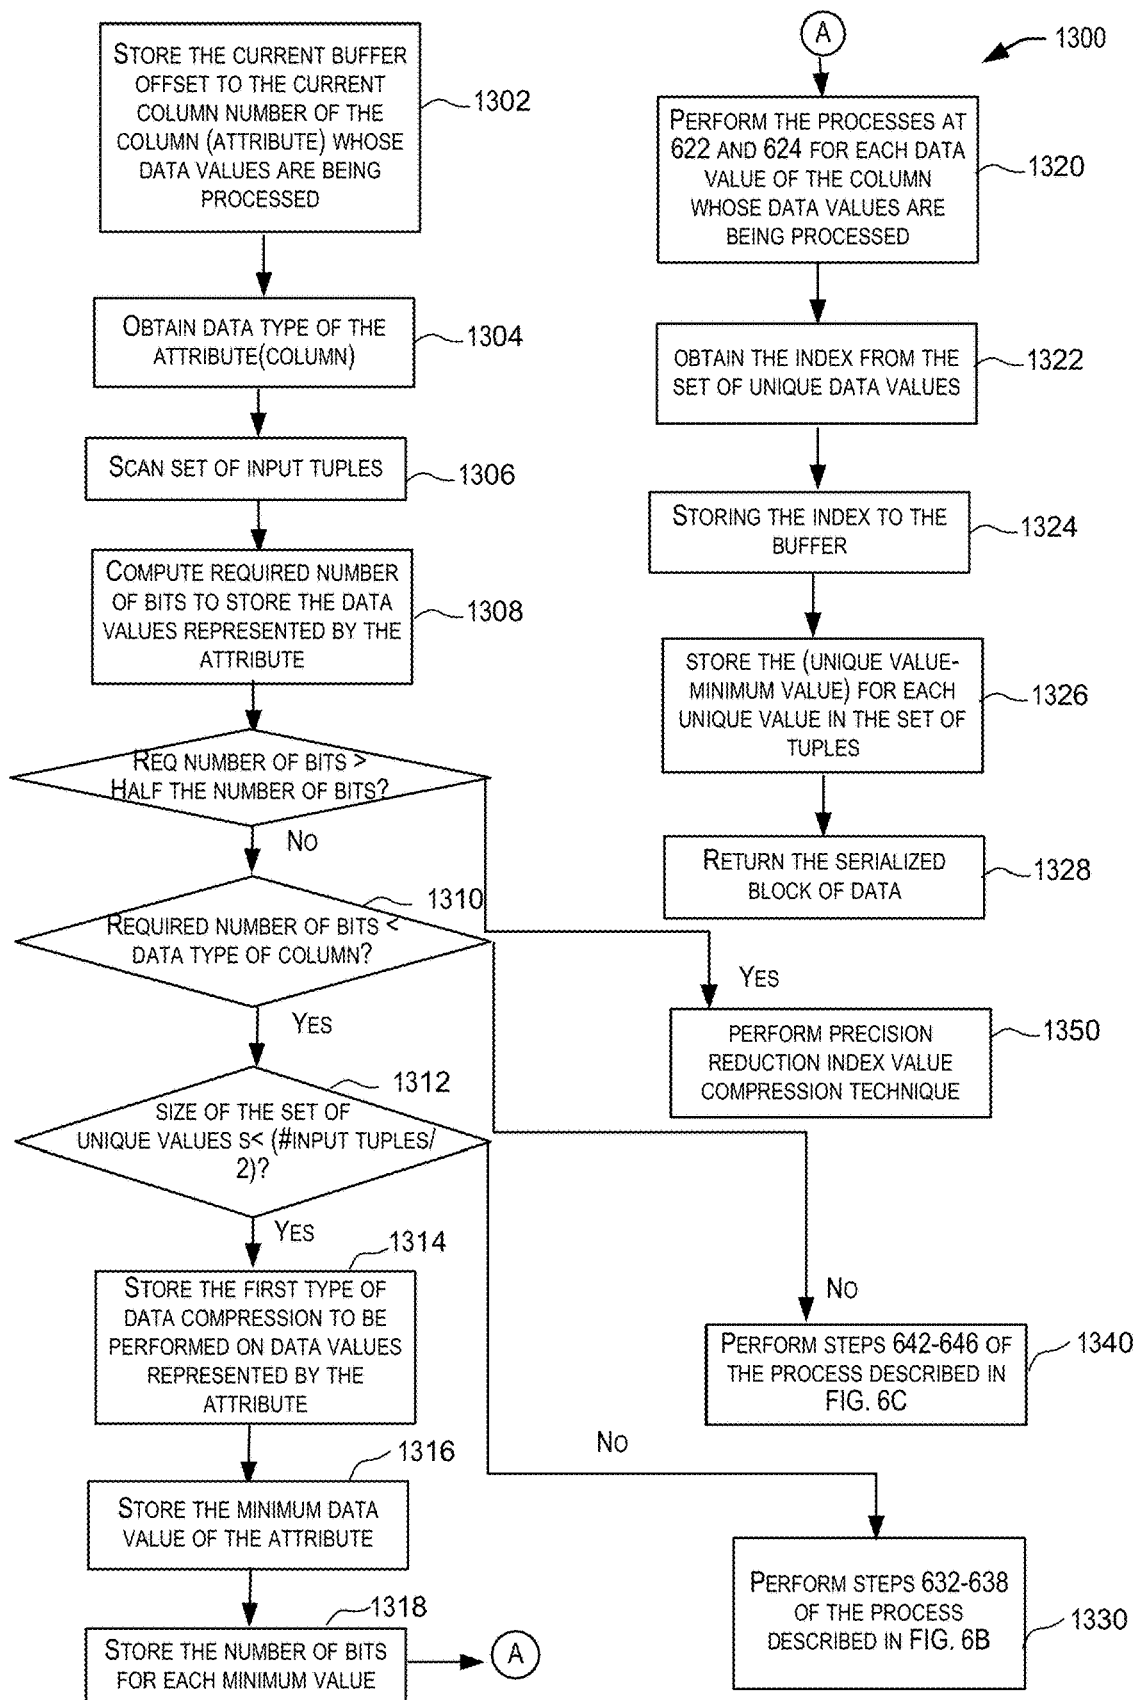 STORE THE CURRENT BUFFER
OFFSET TO THE CURRENT
COLUMN NUMBER OF THE
COLUMN (ATTRIBUTE) WHOSE
DATA VALUES ARE BEING
PROCESSED
1302
OBTAIN DATA TYPE OF THE
ATTRIBUTE(COLUMN)
1304
SCAN SET OF INPUT TUPLES
1306
COMPUTE REQUIRED NUMBER
OF BITS TO STORE THE DATA
VALUES REPRESENTED BY THE
ATTRIBUTE
1308
REQ NUMBER OF BITS >
HALF THE NUMBER OF BITS?
NO
1310
REQUIRED NUMBER OF BITS <
DATA TYPE OF COLUMN?
YES
1312
SIZE OF THE SET OF
UNIQUE VALUES S< (#INPUT TUPLES/
2)?
YES
1314
STORE THE FIRST TYPE OF
DATA COMPRESSION TO BE
PERFORMED ON DATA VALUES
REPRESENTED BY THE
ATTRIBUTE
1316
STORE THE MINIMUM DATA
VALUE OF THE ATTRIBUTE
1318
STORE THE NUMBER OF BITS
FOR EACH MINIMUM VALUE
A
A
1300
PERFORM THE PROCESSES AT
622 AND 624 FOR EACH DATA
VALUE OF THE COLUMN
WHOSE DATA VALUES ARE
BEING PROCESSED
1320
OBTAIN THE INDEX FROM THE
SET OF UNIQUE DATA VALUES
1322
STORING THE INDEX TO THE
BUFFER
1324
STORE THE (UNIQUE VALUE-
MINIMUM VALUE) FOR EACH
UNIQUE VALUE IN THE SET OF
TUPLES
1326
RETURN THE SERIALIZED
BLOCK OF DATA
1328
YES
PERFORM PRECISION
REDUCTION INDEX VALUE
COMPRESSION TECHNIQUE
1350
NO
PERFORM STEPS 642-646 OF
THE PROCESS DESCRIBED IN
FIG. 6C
1340
NO
PERFORM STEPS 632-638
OF THE PROCESS
DESCRIBED IN FIG. 6B
1330